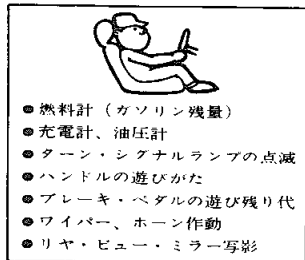 ● 燃料計（ガソリン残量）
● 充電計、油圧計
● ターン・シグナルランプの点滅
● ハンドルの遊びがた
● ブレーキ・ペダルの遊び残り代
● ワイパー、ホーン作動
● リヤ・ビュー・ミラー写影